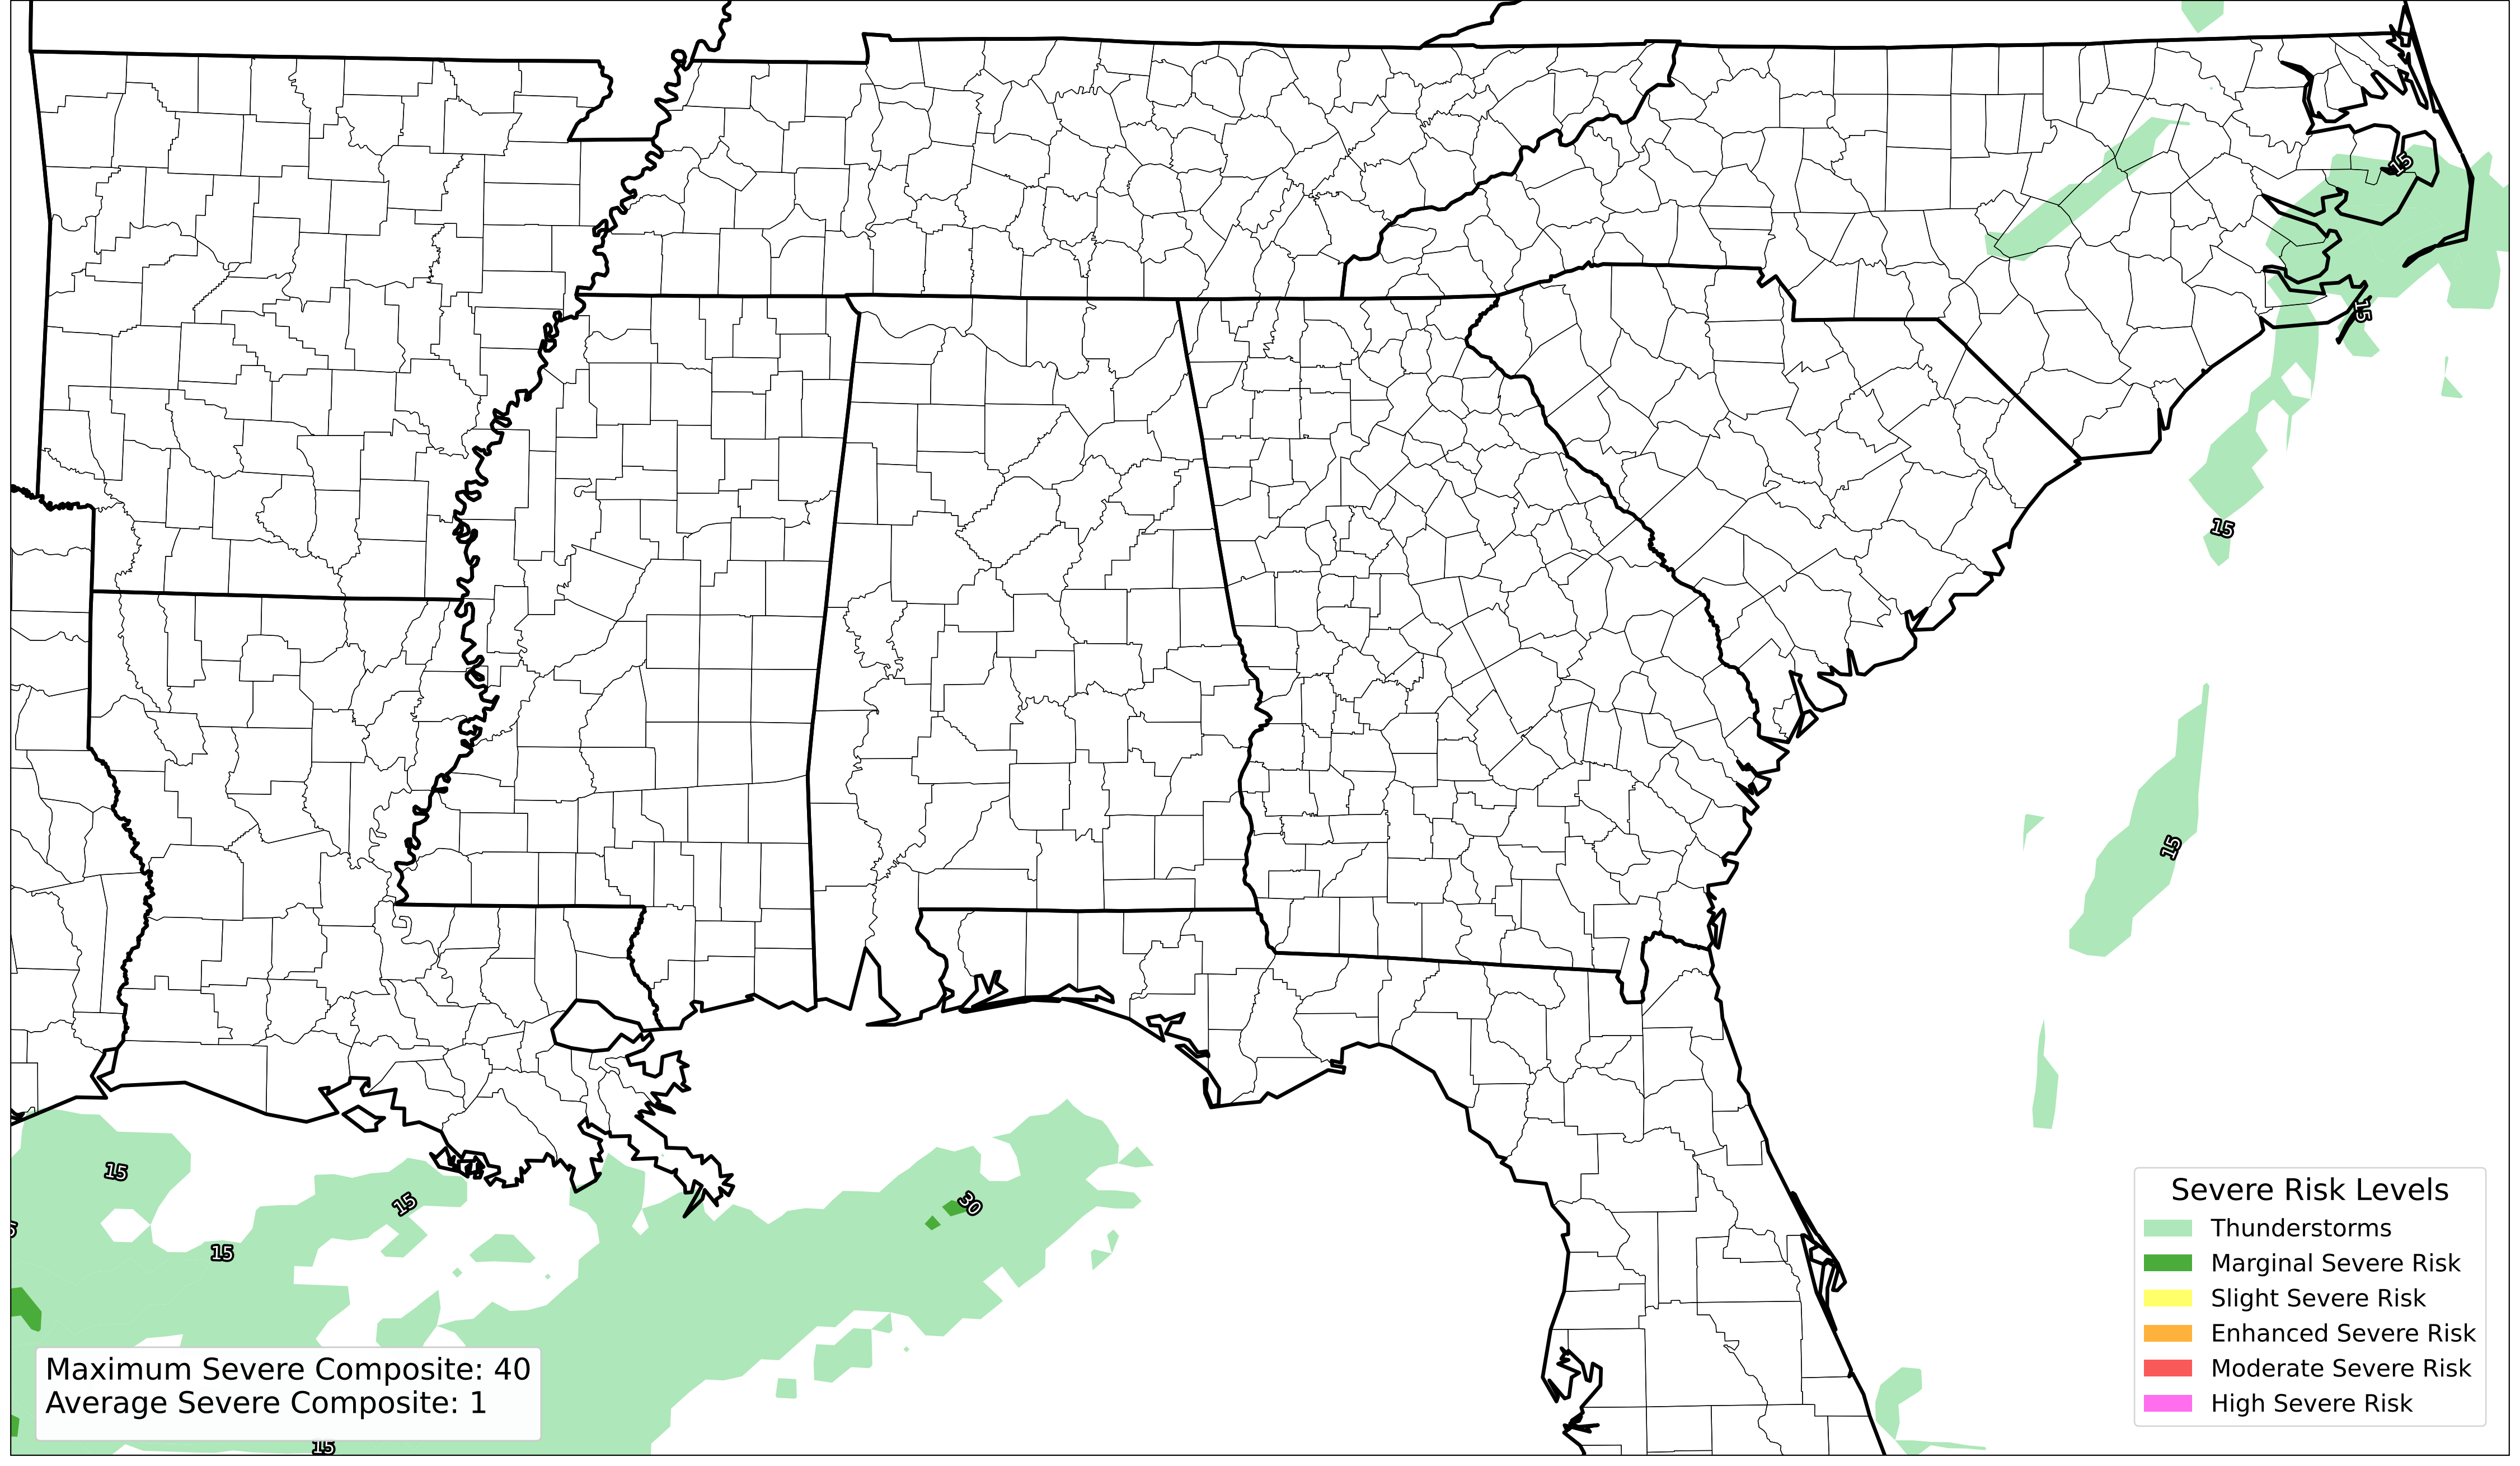 15
15
15
15
15
15
30
15
Severe Risk Levels
Thunderstorms
Marginal Severe Risk
Slight Severe Risk
Enhanced Severe Risk
Moderate Severe Risk
High Severe Risk
Maximum Severe Composite: 40
Average Severe Composite: 1
15